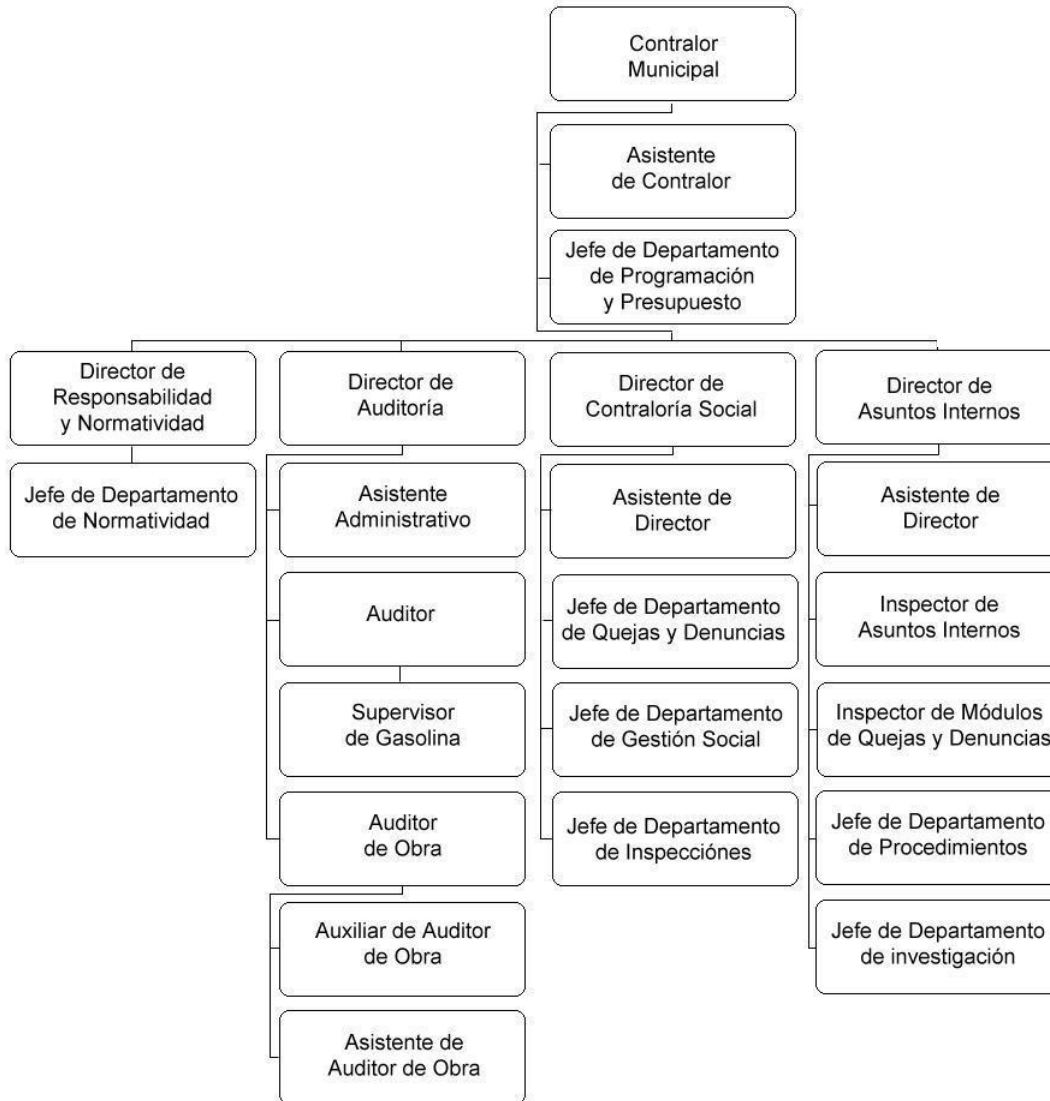 Contralor
Municipal
Asistente
de Contralor
Jefe de Departamento
de Programación
y Presupuesto
Director de
Responsabilidad
y Normatividad
Jefe de Departamento
de Normatividad
Director de
Auditoría
Asistente
Administrativo
Auditor
Supervisor
de Gasolina
Auditor
de Obra
Auxiliar de Auditor
de Obra
Asistente de
Auditor de Obra
Director de
Contraloría Social
Asistente de
Director
Jefe de Departamento
de Quejas y Denuncias
Jefe de Departamento
de Gestión Social
Jefe de Departamento
de Inspecciónes
Director de
Asuntos Internos
Asistente de
Director
Inspector de
Asuntos Internos
Inspector de Módulos
de Quejas y Denuncias
Jefe de Departamento
de Procedimientos
Jefe de Departamento
de investigación